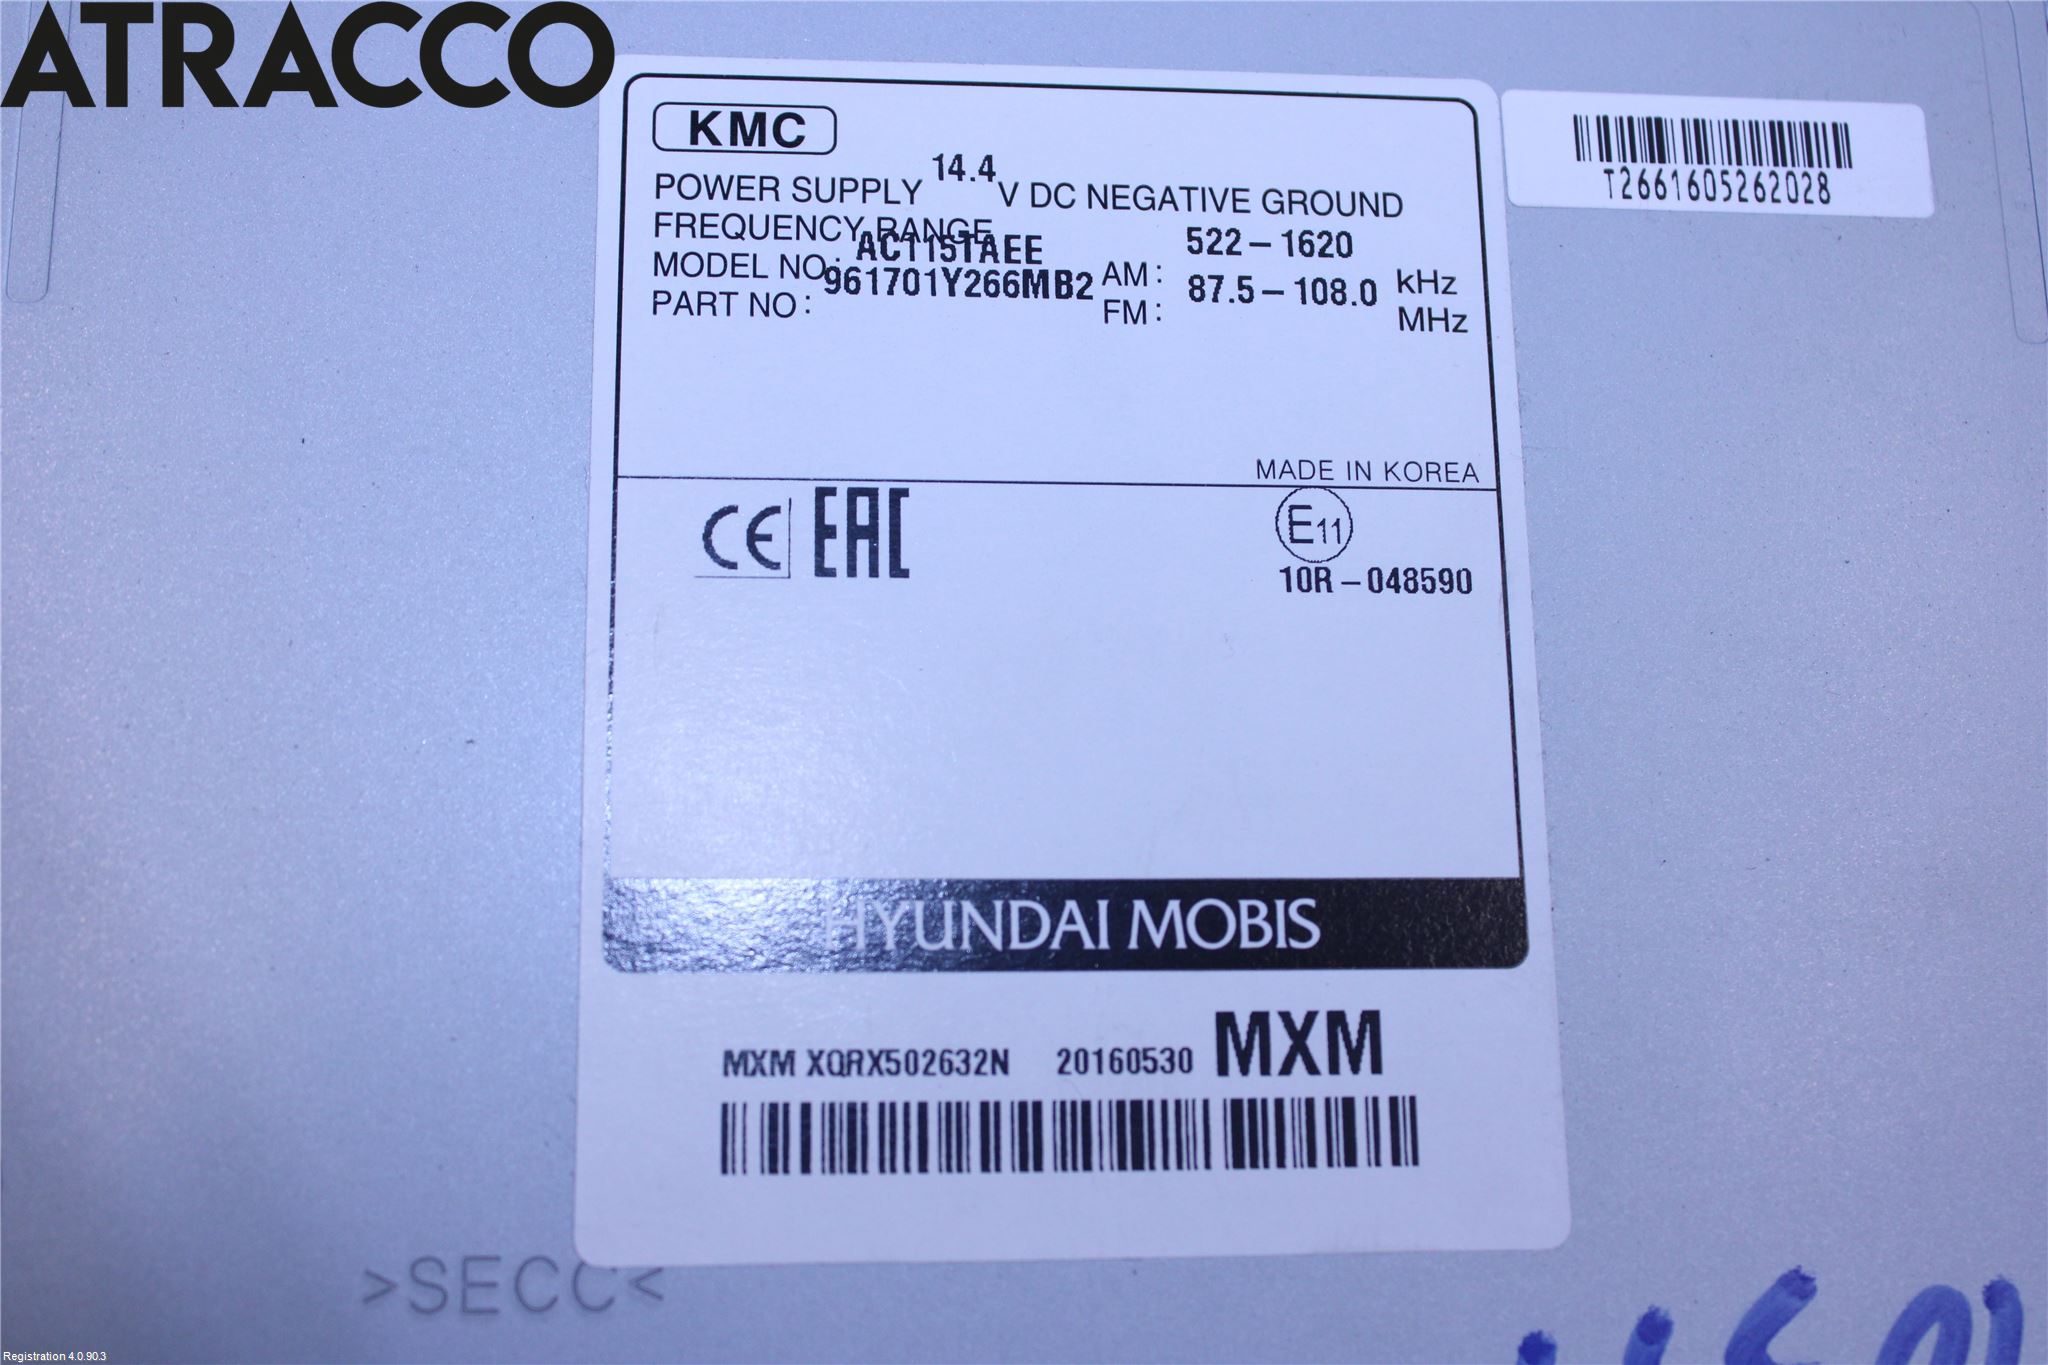 ATRACCO
KMC
POWER SUPPLY 14.4 V DC NEGATIVE GROUND
FREQUENCY RANGE
MODEL NO: AC115TAEE
PART NO: 961701Y266MB2
AM: 522-1620 kHz
FM: 87.5-108.0 MHz
MADE IN KOREA
CE EAC
E11
10R-048590
HYUNDAI MOBIS
MXM XQRX502632N 20160530 MXM
T2661605262028
>SECC<
Registration 4.0.90.3